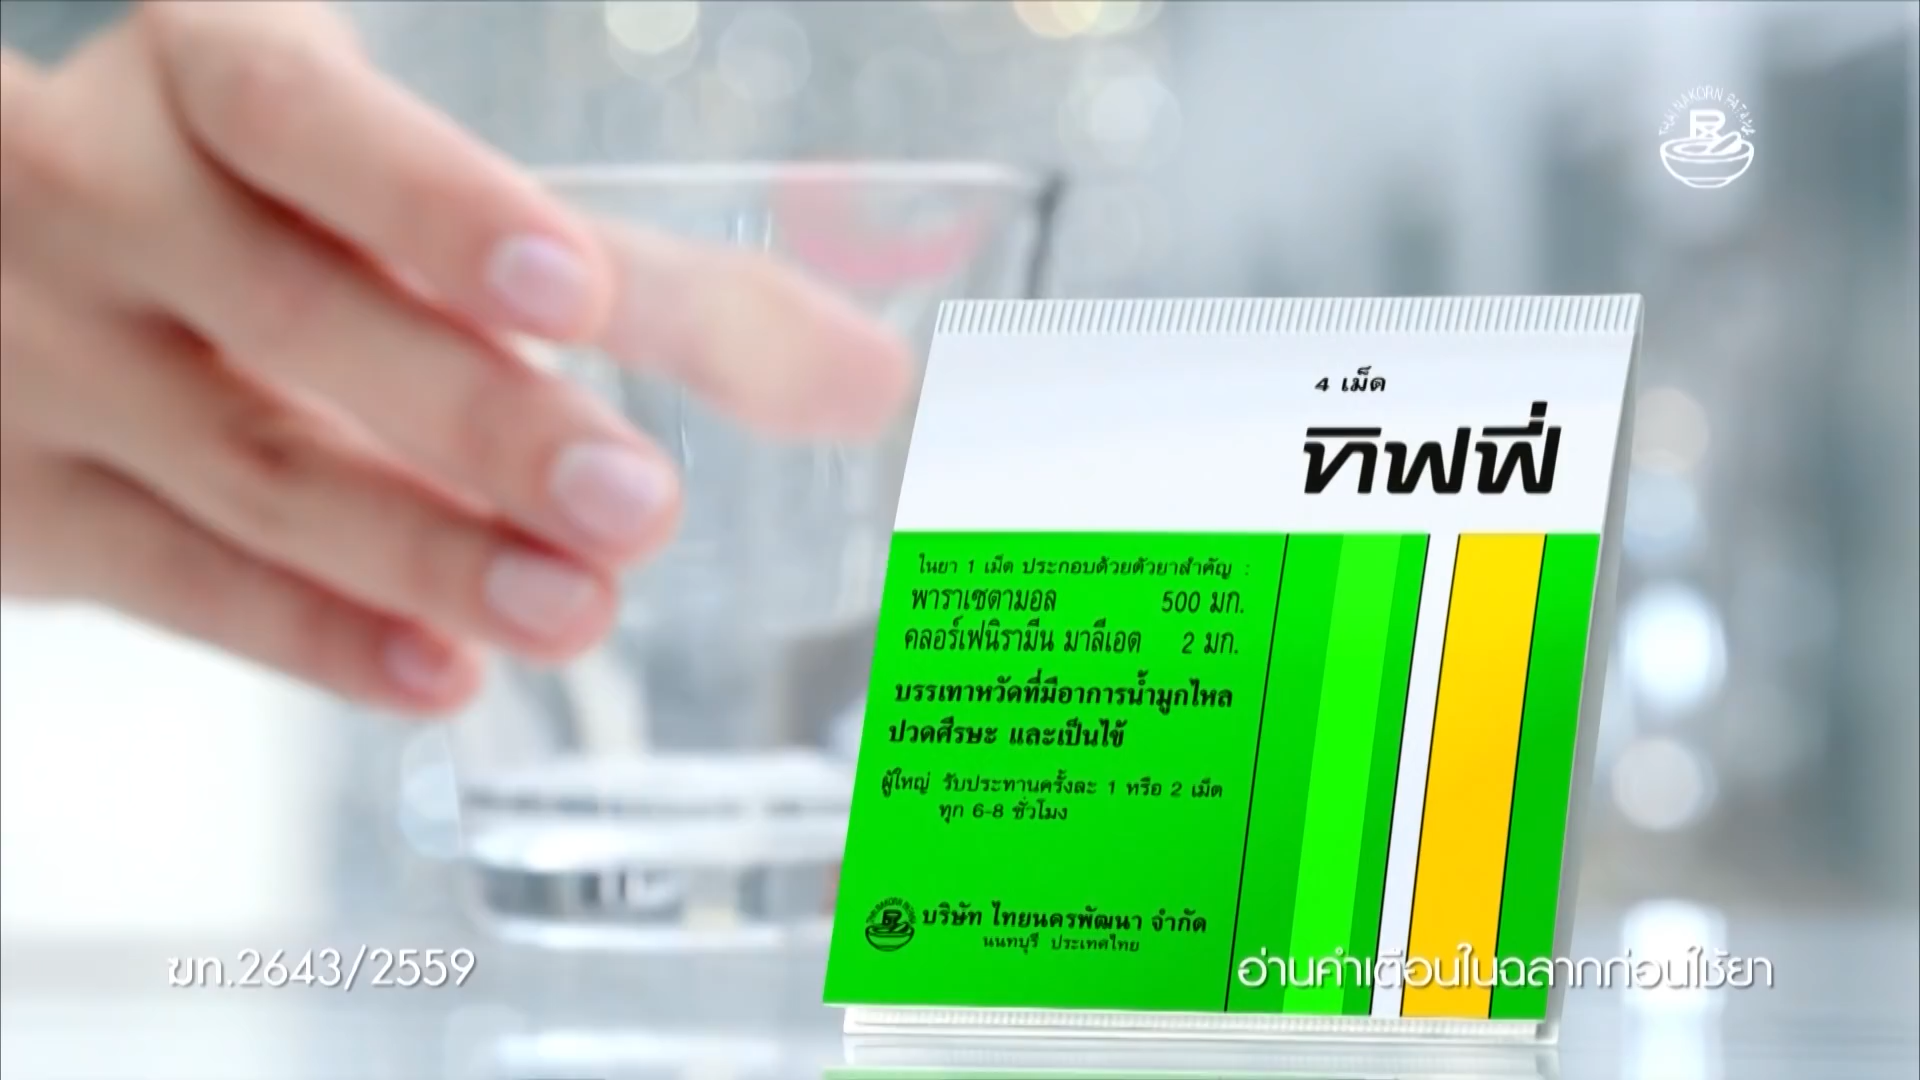 THAI NAKORN PATANA
4 เม็ด
ทิฟฟี่
ในยา 1 เม็ด ประกอบด้วยตัวยาสำคัญ :
พาราเซตามอล 500 มก.
คลอร์เฟนิรามีน มาลีเอต 2 มก.
บรรเทาหวัดที่มีอาการน้ำมูกไหล
ปวดศีรษะ และเป็นไข้
ผู้ใหญ่ รับประทานครั้งละ 1 หรือ 2 เม็ด
ทุก 6-8 ชั่วโมง
THAI NAKORN PATANA
บริษัท ไทยนครพัฒนา จำกัด
นนทบุรี ประเทศไทย
ฆท.2643/2559
อ่านคำเตือนในฉลากก่อนใช้ยา